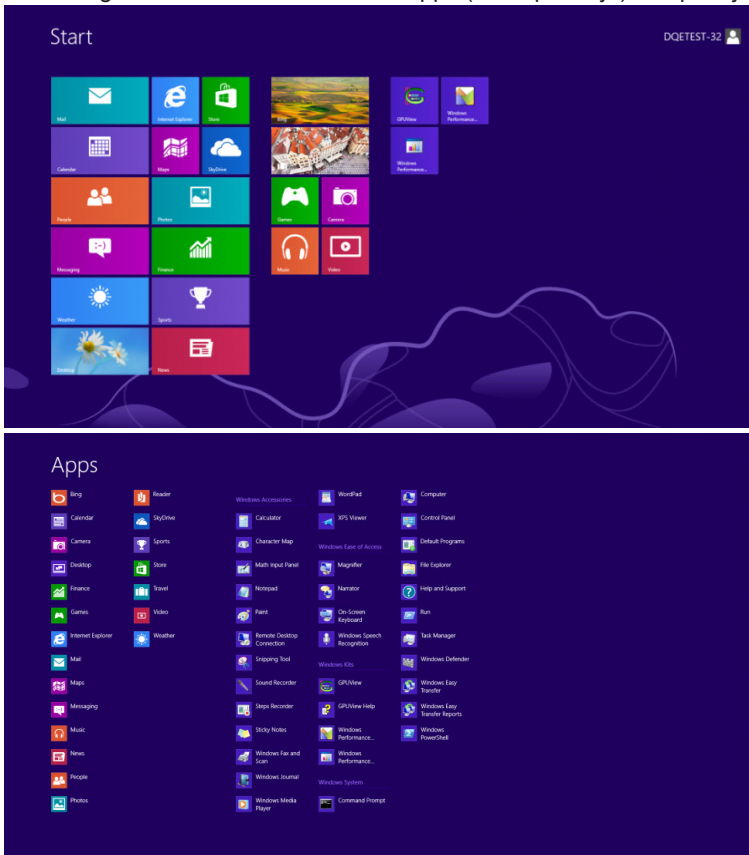 Start
DQETEST-32
Mail
Internet Explorer
Store
Bing
GPUView
Windows Performance...
Calendar
Maps
SkyDrive
Windows Performance...
People
Photos
Games
Camera
Messaging
Finance
Music
Video
Weather
Sports
Desktop
News
Apps
Bing
Calendar
Camera
Desktop
Finance
Games
Internet Explorer
Mail
Maps
Messaging
Music
News
People
Photos
Reader
SkyDrive
Sports
Store
Travel
Video
Weather
Windows Accessories
Calculator
Character Map
Math Input Panel
Notepad
Paint
Remote Desktop
Connection
Snipping Tool
Sound Recorder
Steps Recorder
Sticky Notes
Windows Fax and
Scan
Windows Journal
Windows Media
Player
WordPad
XPS Viewer
Windows Ease of Access
Magnifier
Narrator
On-Screen
Keyboard
Windows Speech
Recognition
Windows Kits
GPUView
GPUView Help
Windows
Performance...
Windows
Performance...
Windows System
Command Prompt
Computer
Control Panel
Default Programs
File Explorer
Help and Support
Run
Task Manager
Windows Defender
Windows Easy
Transfer
Windows Easy
Transfer Reports
Windows
PowerShell